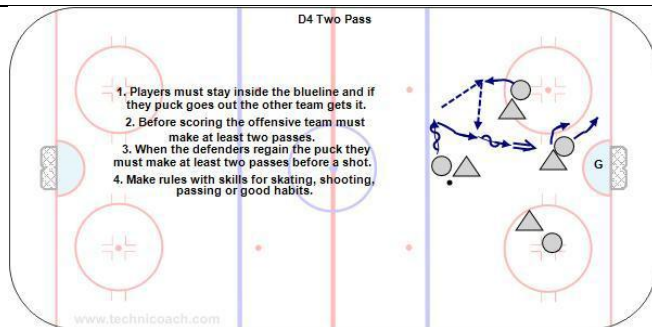 D4 Two Pass
1. Players must stay inside the blueline and if
they puck goes out the other team gets it.
2. Before scoring the offensive team must
make at least two passes.
3. When the defenders regain the puck they
must make at least two passes before a shot.
4. Make rules with skills for skating, shooting,
passing or good habits.
G
www.technicoach.com